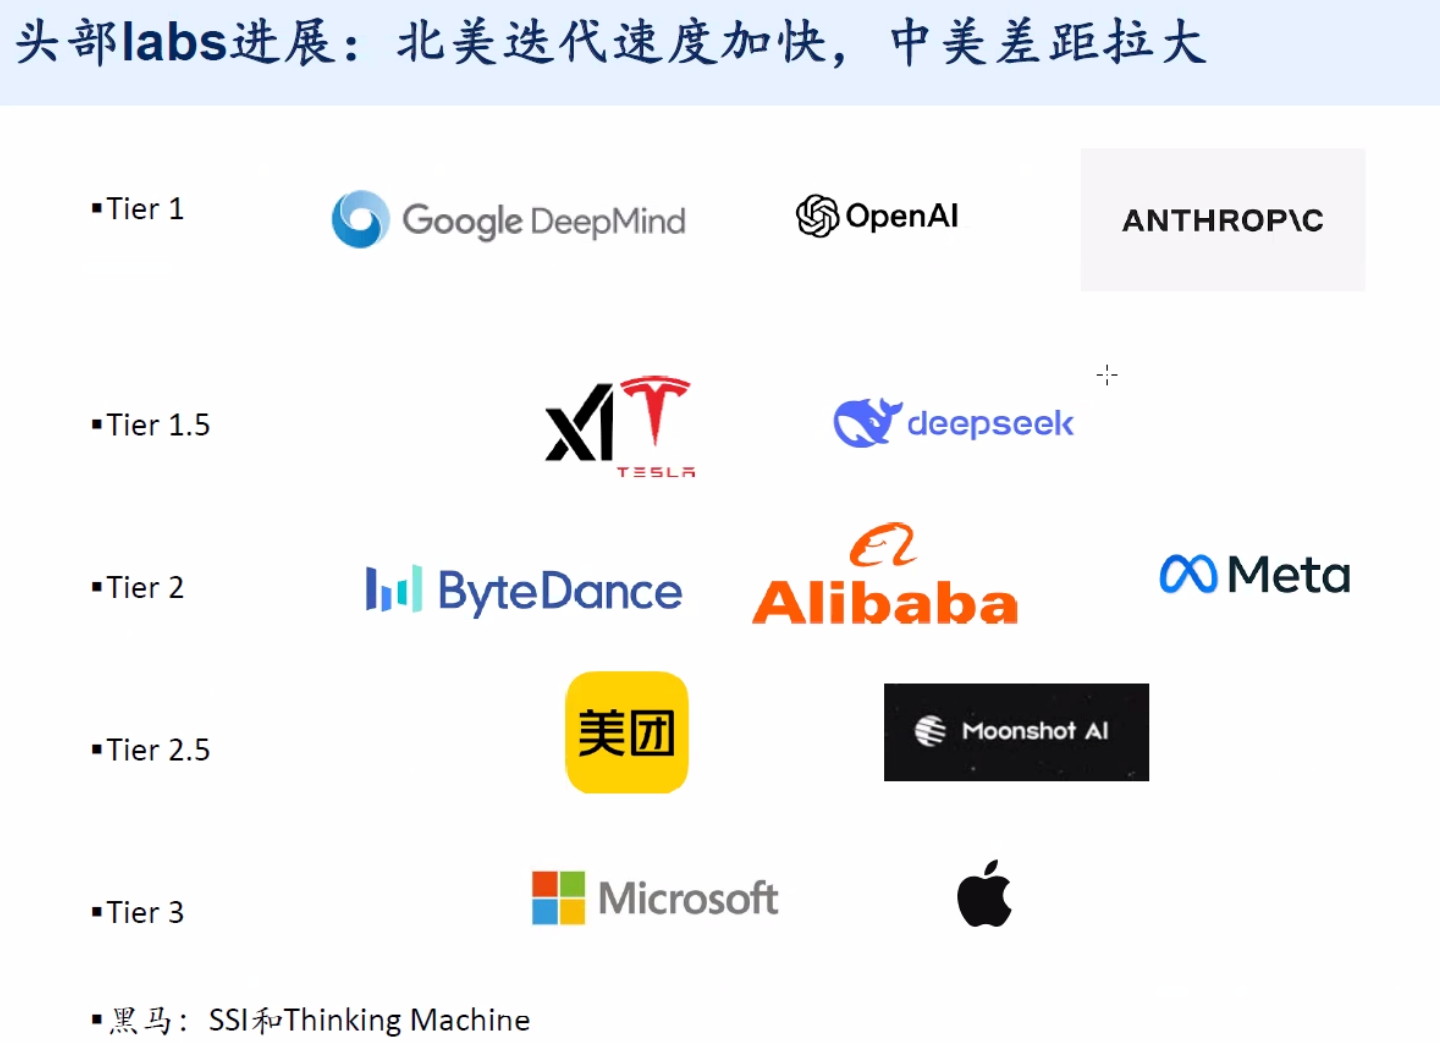 头部labs进展：北美迭代速度加快，中美差距拉大
▪Tier 1
Google DeepMind
OpenAI
ANTHROP\C
▪Tier 1.5
xAI
TESLA
deepseek
▪Tier 2
ByteDance
Alibaba
Meta
▪Tier 2.5
美团
Moonshot AI
▪Tier 3
Microsoft
▪黑马：SSI和Thinking Machine